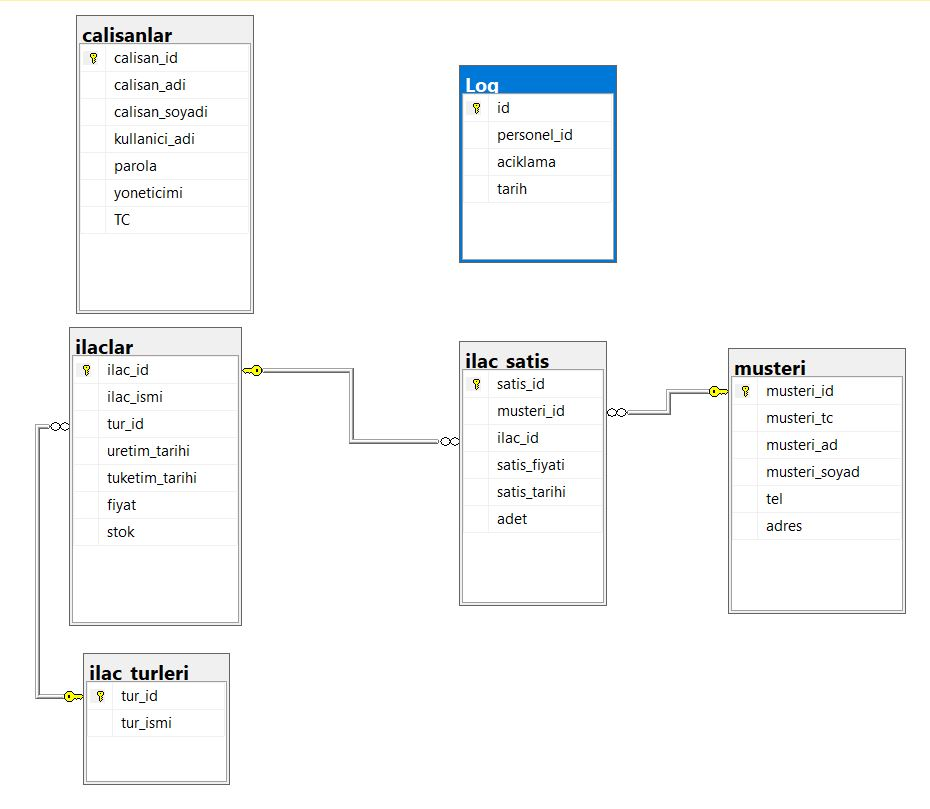 calisanlar
calisan_id
calisan_adi
calisan_soyadi
kullanici_adi
parola
yoneticimi
TC
Log
id
personel_id
aciklama
tarih
ilaclar
ilac_id
ilac_ismi
tur_id
uretim_tarihi
tuketim_tarihi
fiyat
stok
ilac_satis
satis_id
musteri_id
ilac_id
satis_fiyati
satis_tarihi
adet
musteri
musteri_id
musteri_tc
musteri_ad
musteri_soyad
tel
adres
ilac_turleri
tur_id
tur_ismi